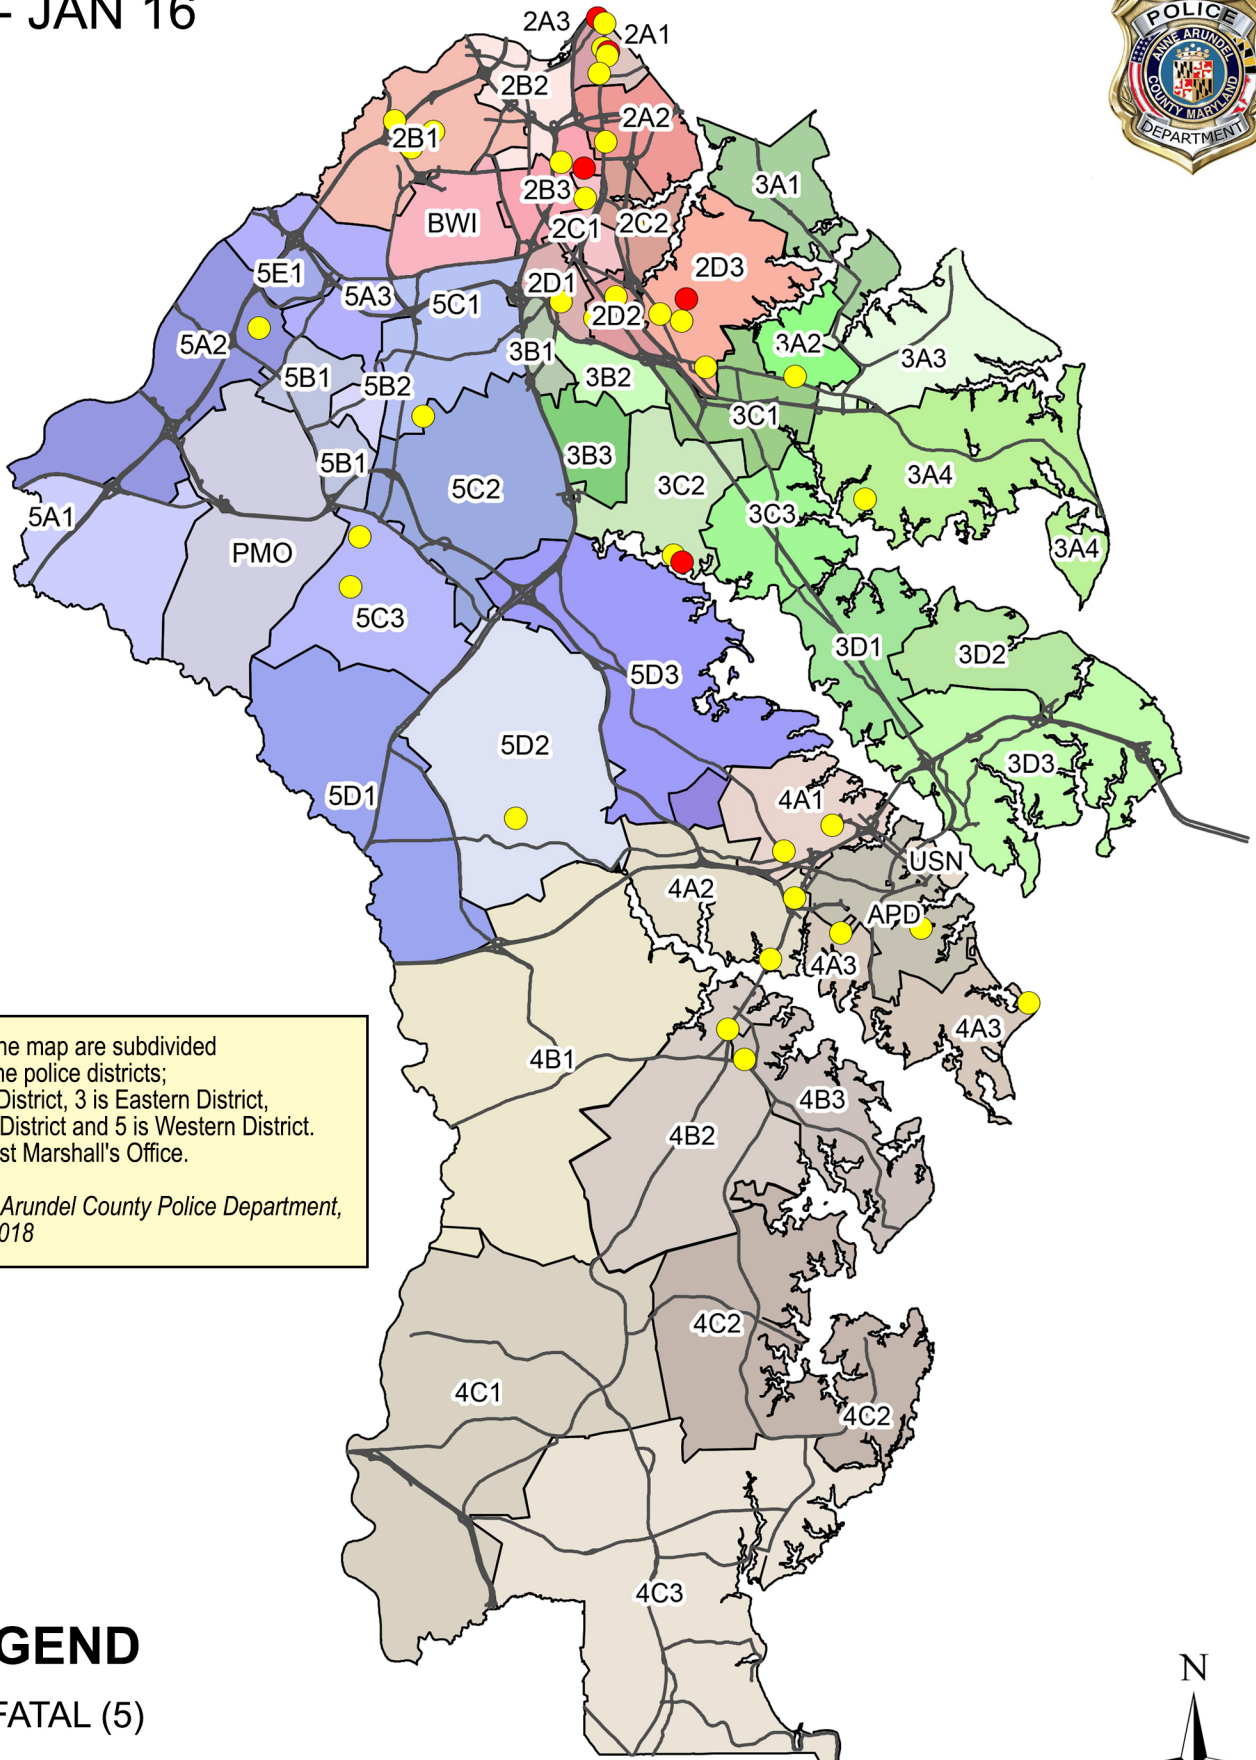 - JAN 16
POLICE
ANNE ARUNDEL
COUNTY MARYLAND
DEPARTMENT
2A3
2A1
2B2
2A2
2B1
3A1
2B3
BWI
2C1
2C2
2D3
5E1
2D1
5A3
5C1
2D2
5A2
3B1
3A2
3A3
5B1
5B2
3B2
3C1
3B3
5B1
3A4
5C2
3C2
5A1
3C3
PMO
3A4
5C3
3D1
3D2
5D3
5D2
3D3
5D1
4A1
USN
4A2
APD
4A3
4A3
4B1
4B3
4B2
he map are subdivided
he police districts;
District, 3 is Eastern District,
District and 5 is Western District.
st Marshall's Office.
Arundel County Police Department,
018
4C2
4C1
4C2
4C3
GEND
FATAL (5)
N